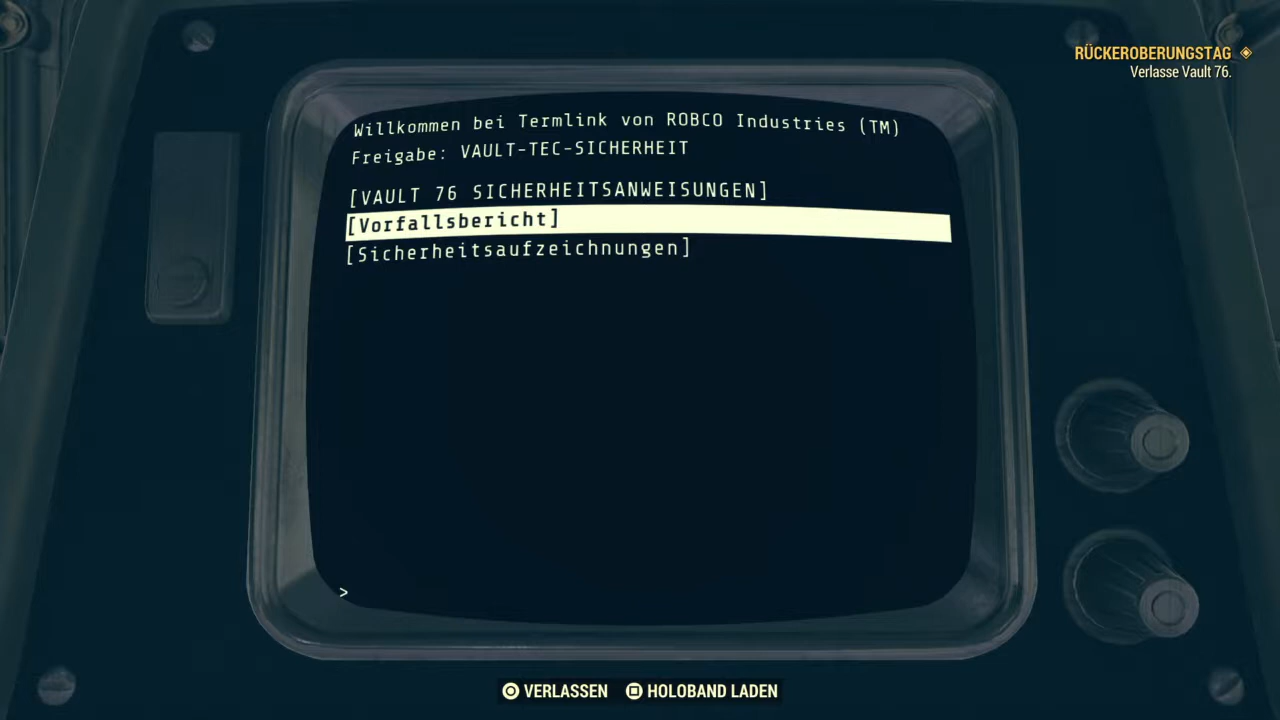 RÜCKEROBERUNGSTAG
Verlasse Vault 76.
Willkommen bei Termlink von ROBCO Industries (TM)
Freigabe: VAULT-TEC-SICHERHEIT
[VAULT 76 SICHERHEITSANWEISUNGEN]
[Vorfallsbericht]
[Sicherheitsaufzeichnungen]
>
VERLASSEN HOLOBAND LADEN